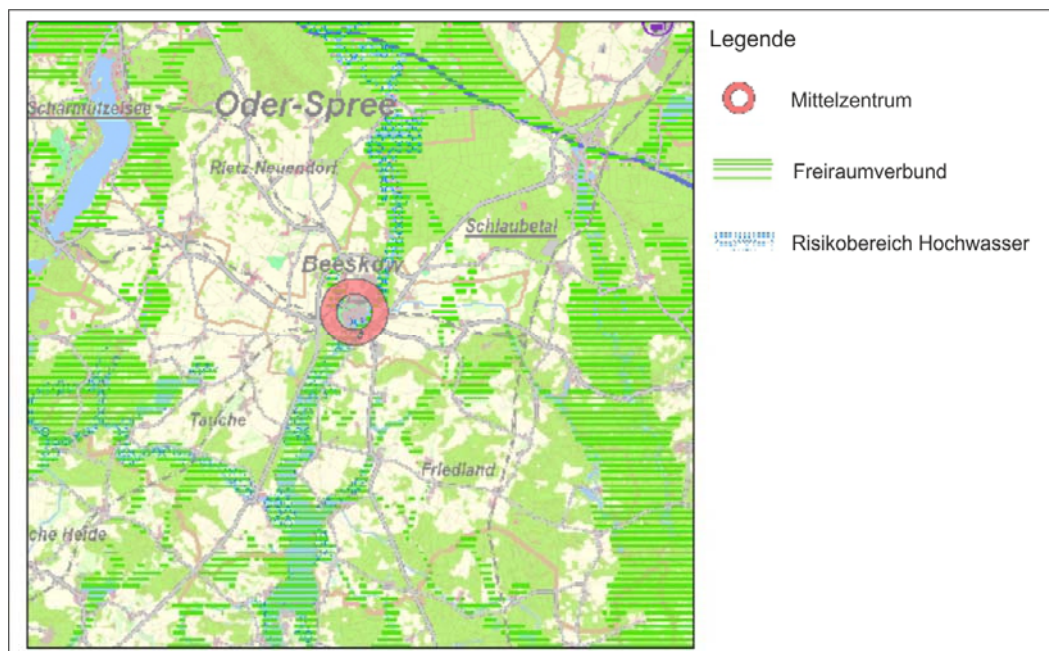 Legende
Mittelzentrum
Freiraumverbund
Risikobereich Hochwasser
Scharmützelsee
Oder-Spree
Rietz-Neuendorf
Schlaubetal
Beeskow
Tauche
Friedland
che Heide